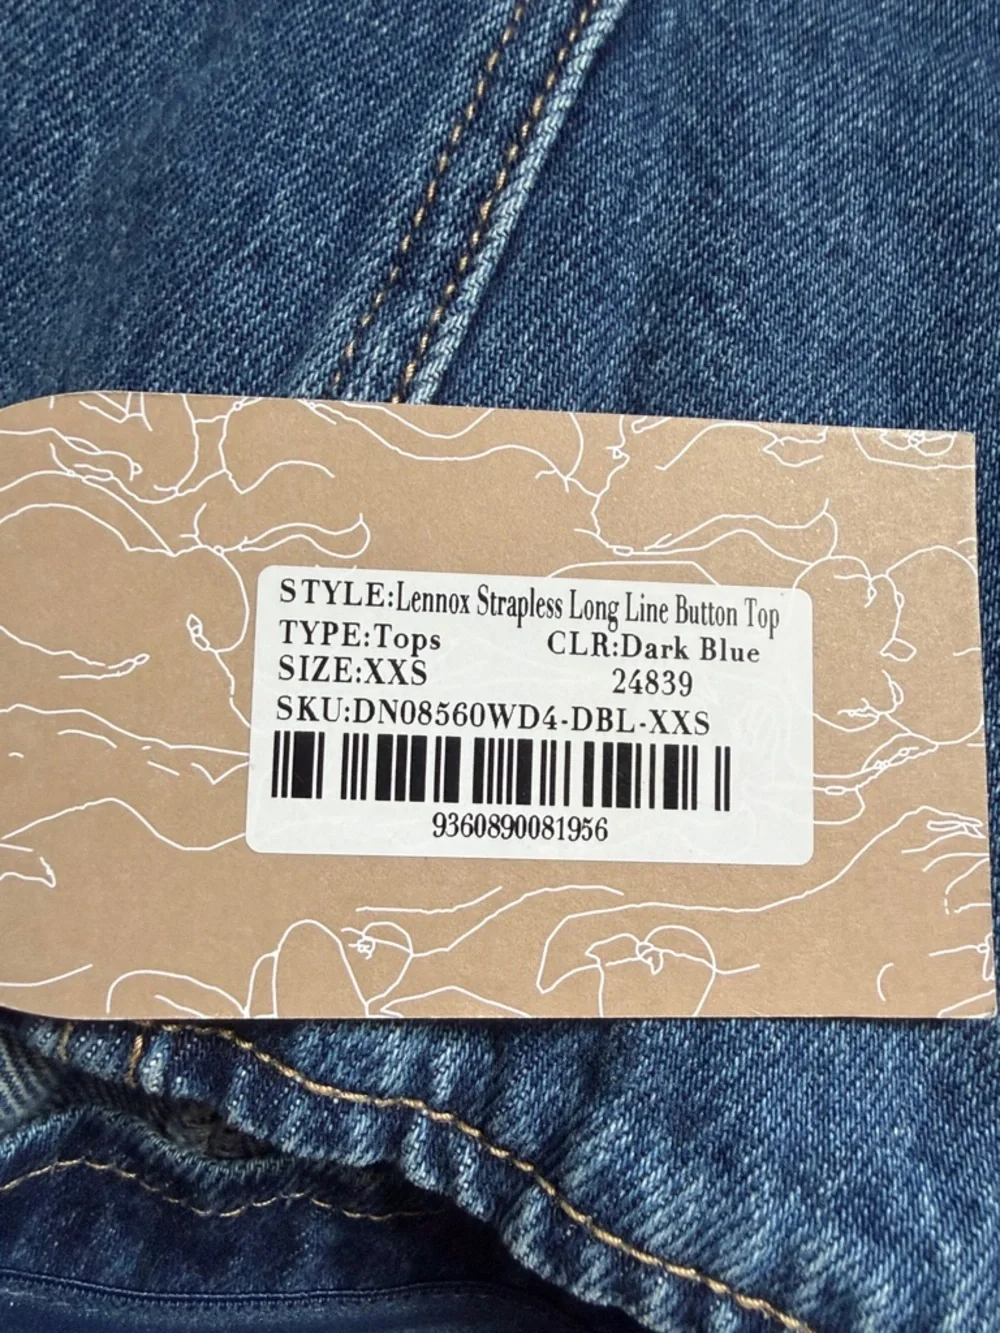 STYLE:Lennox Strapless Long Line Button Top
TYPE:Tops CLR:Dark Blue
SIZE:XXS 24839
SKU:DN08560WD4-DBL-XXS
9360890081956